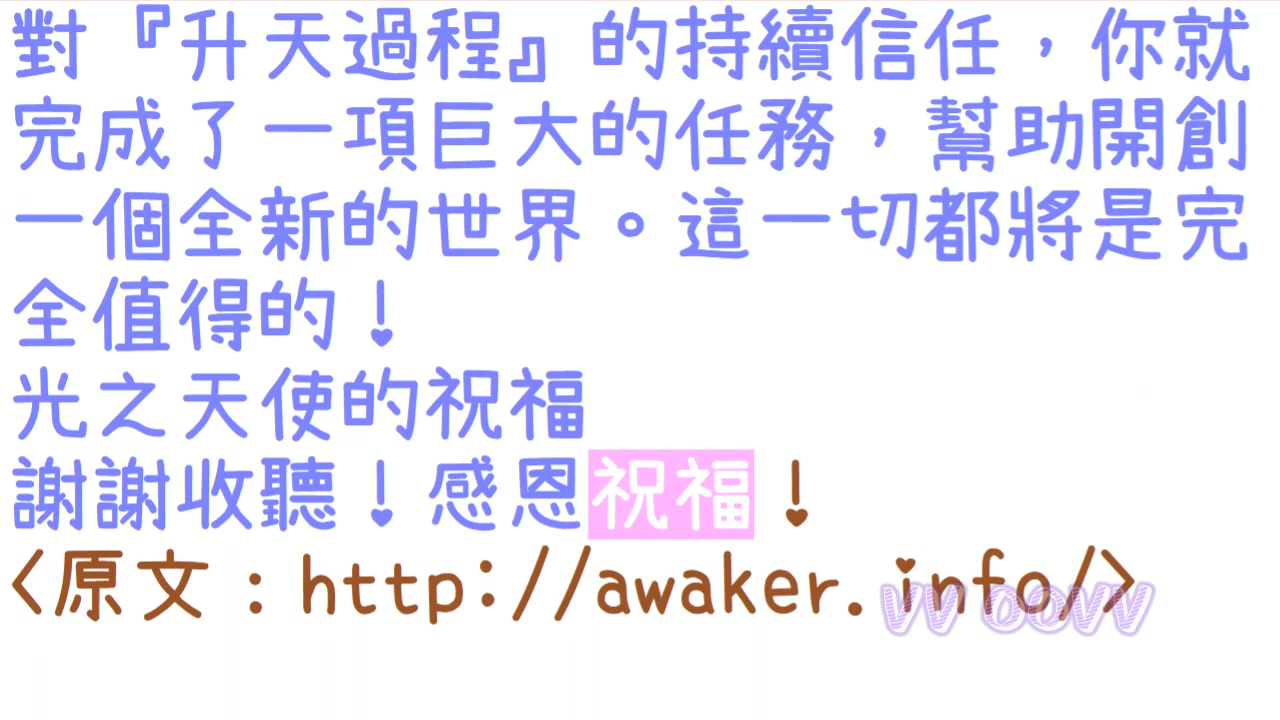 對『升天過程』的持續信任，你就
完成了一項巨大的任務，幫助開創
一個全新的世界。這一切都將是完
全值得的！
光之天使的祝福
謝謝收聽！感恩祝福！
<原文：http://awaker.info/>
VV OOVV